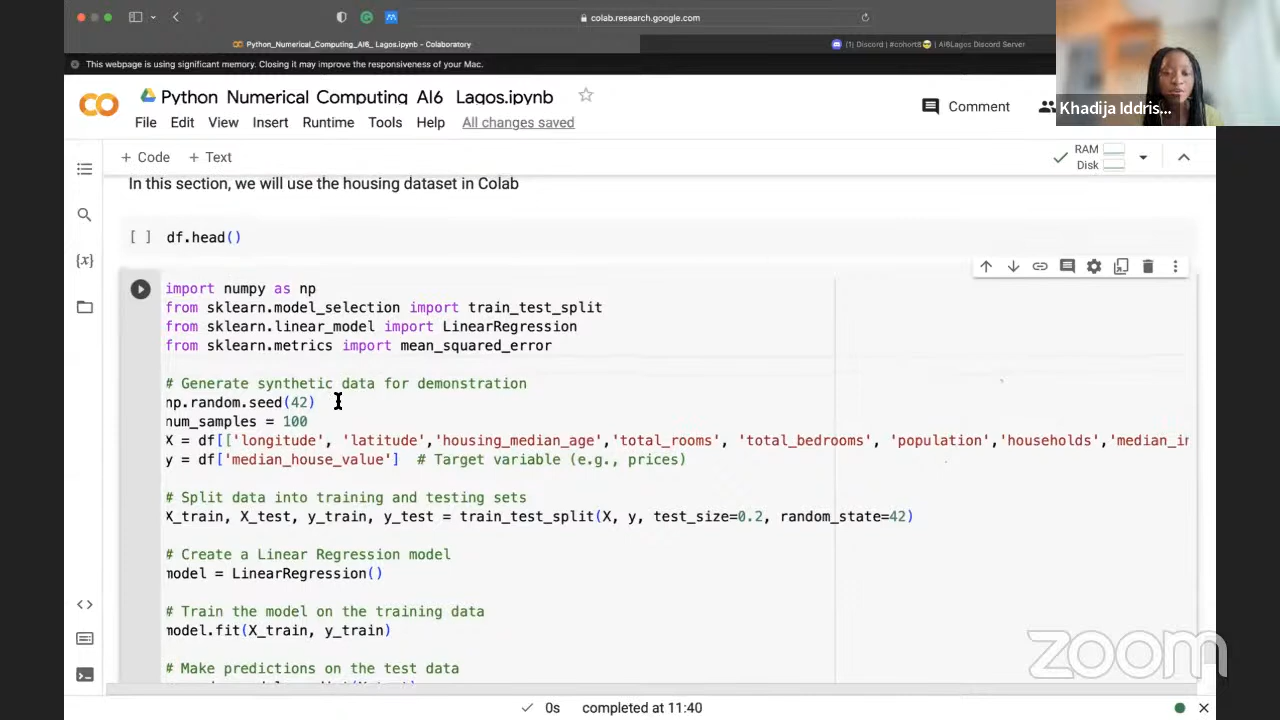 colab.research.google.com
Python_Numerical_Computing_AI6_ Lagos.ipynb - Colaboratory
(1) Discord | #cohort8😎 | AI6Lagos Discord Server
This webpage is using significant memory. Closing it may improve the responsiveness of your Mac.
Python_Numerical_Computing_AI6_ Lagos.ipynb
Comment
Khadija Iddris...
File Edit View Insert Runtime Tools Help All changes saved
+ Code + Text
RAM
Disk
In this section, we will use the housing dataset in Colab
[ ] df.head()
{x}
import numpy as np
from sklearn.model_selection import train_test_split
from sklearn.linear_model import LinearRegression
from sklearn.metrics import mean_squared_error
# Generate synthetic data for demonstration
np.random.seed(42)
num_samples = 100
X = df[['longitude', 'latitude','housing_median_age','total_rooms', 'total_bedrooms', 'population','households','median_in
y = df['median_house_value'] # Target variable (e.g., prices)
# Split data into training and testing sets
X_train, X_test, y_train, y_test = train_test_split(X, y, test_size=0.2, random_state=42)
# Create a Linear Regression model
model = LinearRegression()
# Train the model on the training data
model.fit(X_train, y_train)
# Make predictions on the test data
zoom
0s completed at 11:40